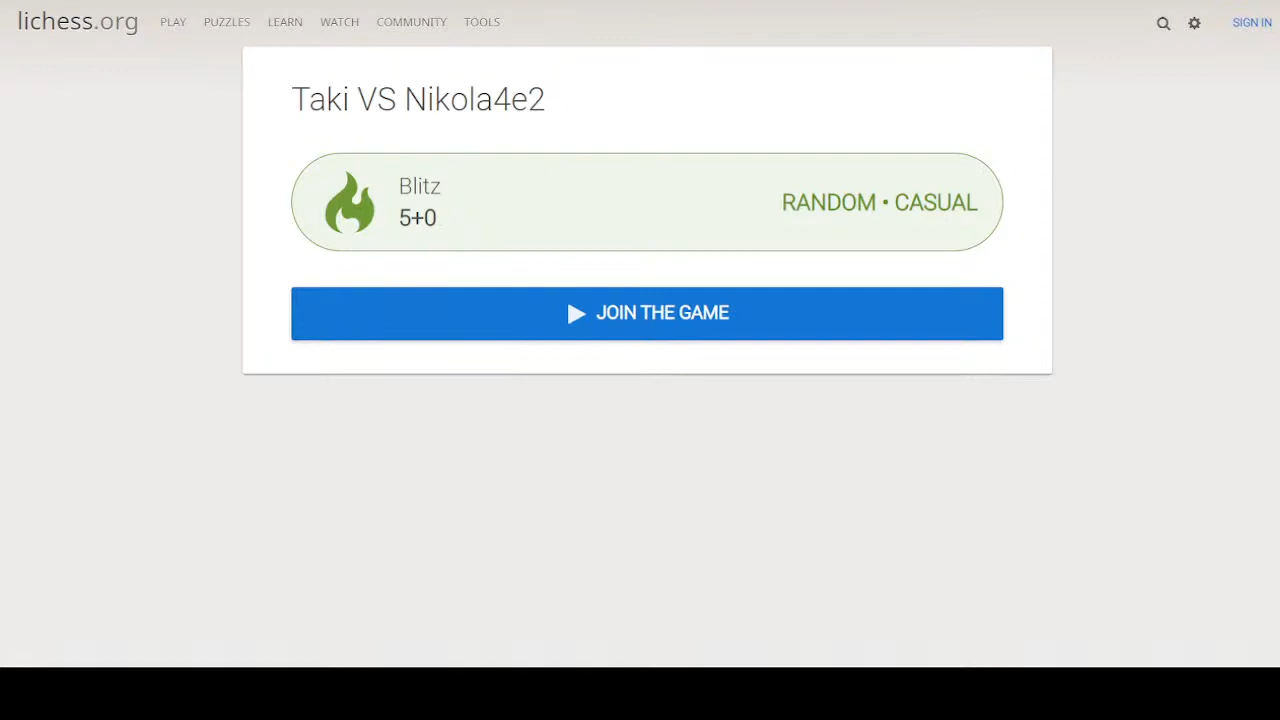 lichess.org PLAY PUZZLES LEARN WATCH COMMUNITY TOOLS SIGN IN
Taki VS Nikola4e2
Blitz
5+0
RANDOM • CASUAL
JOIN THE GAME